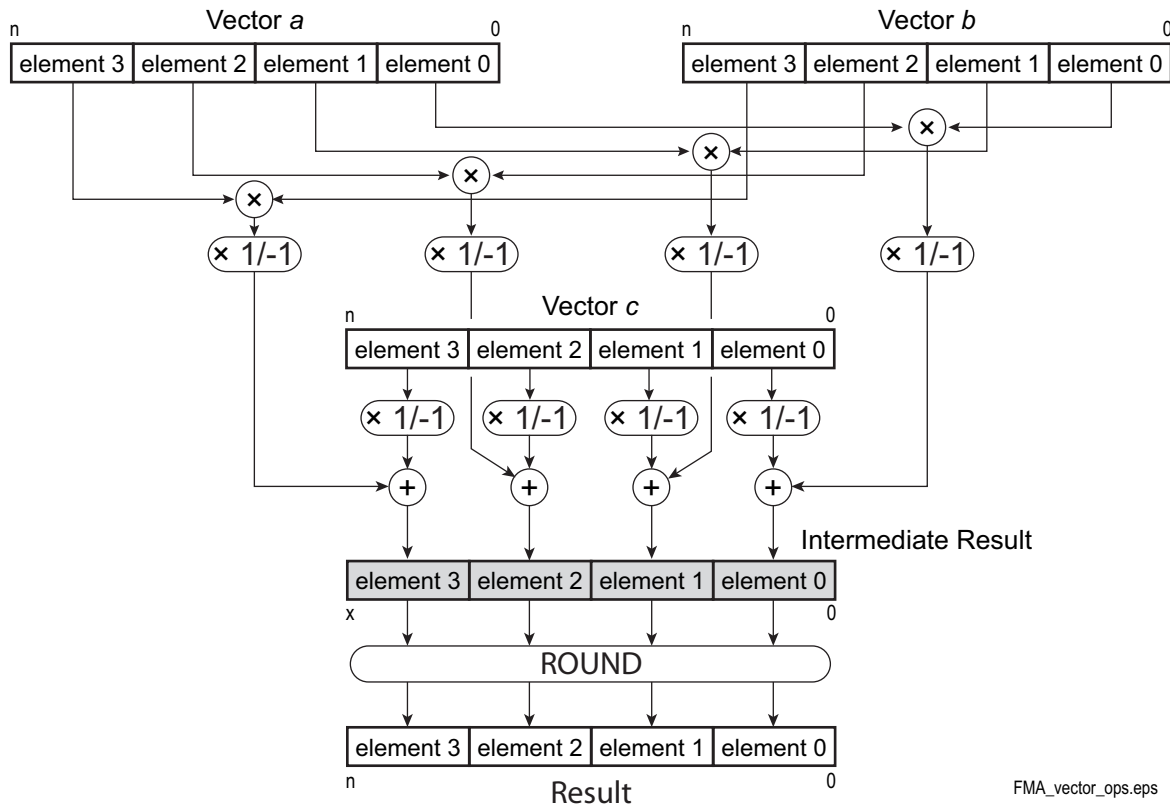 Vector a
Vector b
n 0 n 0
element 3 element 2 element 1 element 0 element 3 element 2 element 1 element 0
×
×
×
×
× 1/-1 × 1/-1 × 1/-1 × 1/-1
Vector c
n 0
element 3 element 2 element 1 element 0
× 1/-1 × 1/-1 × 1/-1 × 1/-1
+ + + +
Intermediate Result
element 3 element 2 element 1 element 0
x 0
ROUND
element 3 element 2 element 1 element 0
n 0
Result
FMA_vector_ops.eps